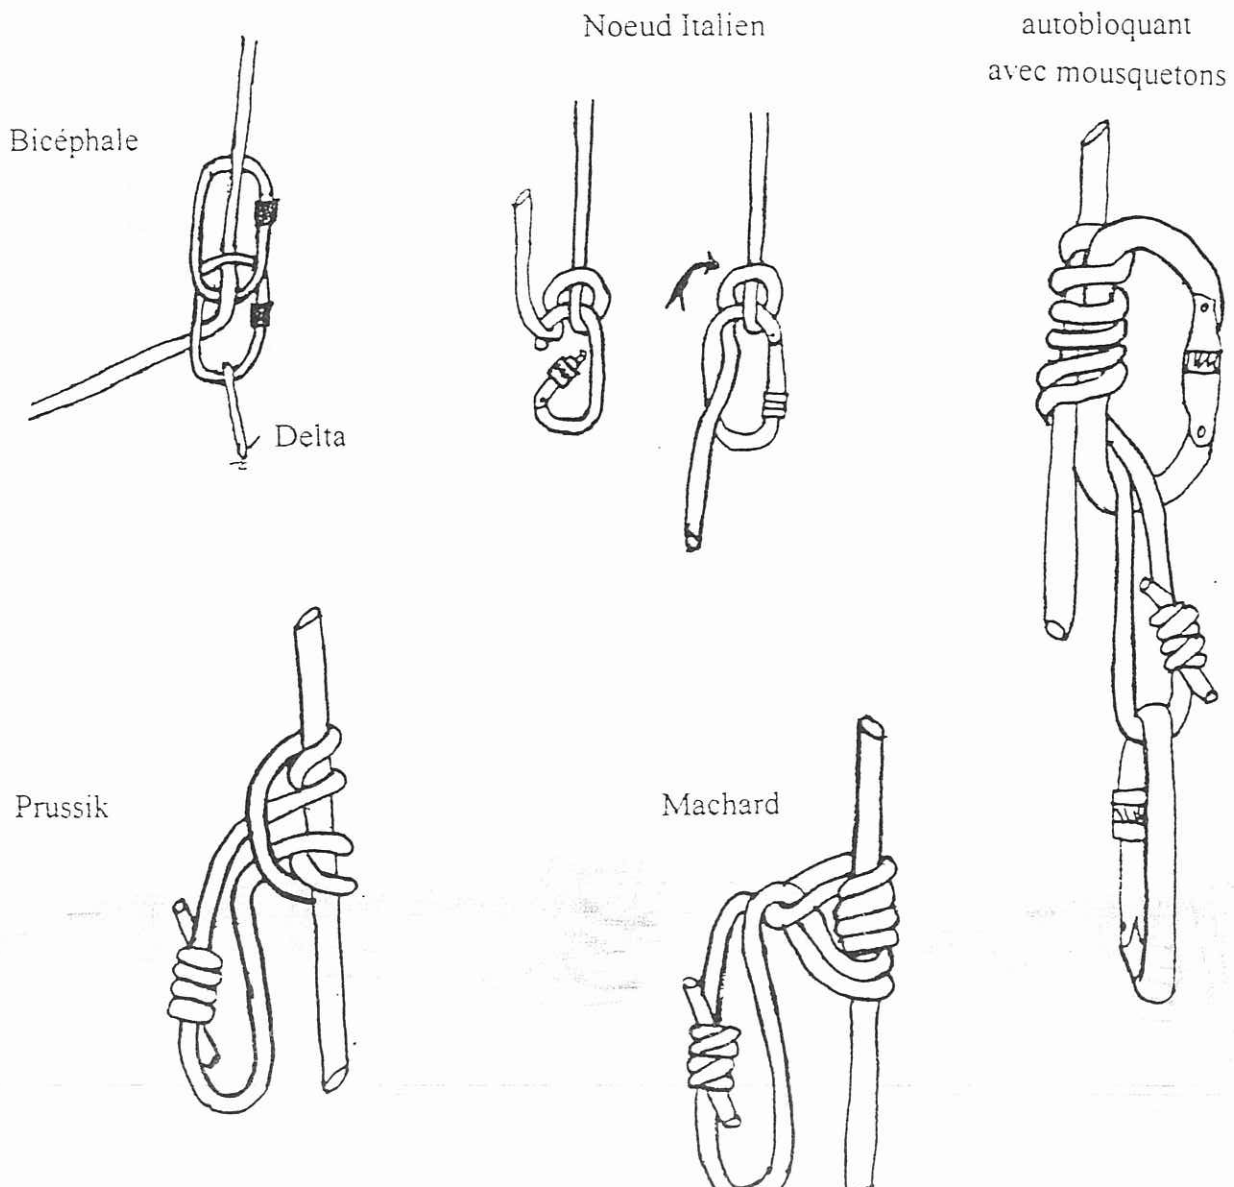 Noeud Italien
autobloquant
avec mousquetons
Bicéphale
Delta
Prussik
Machard